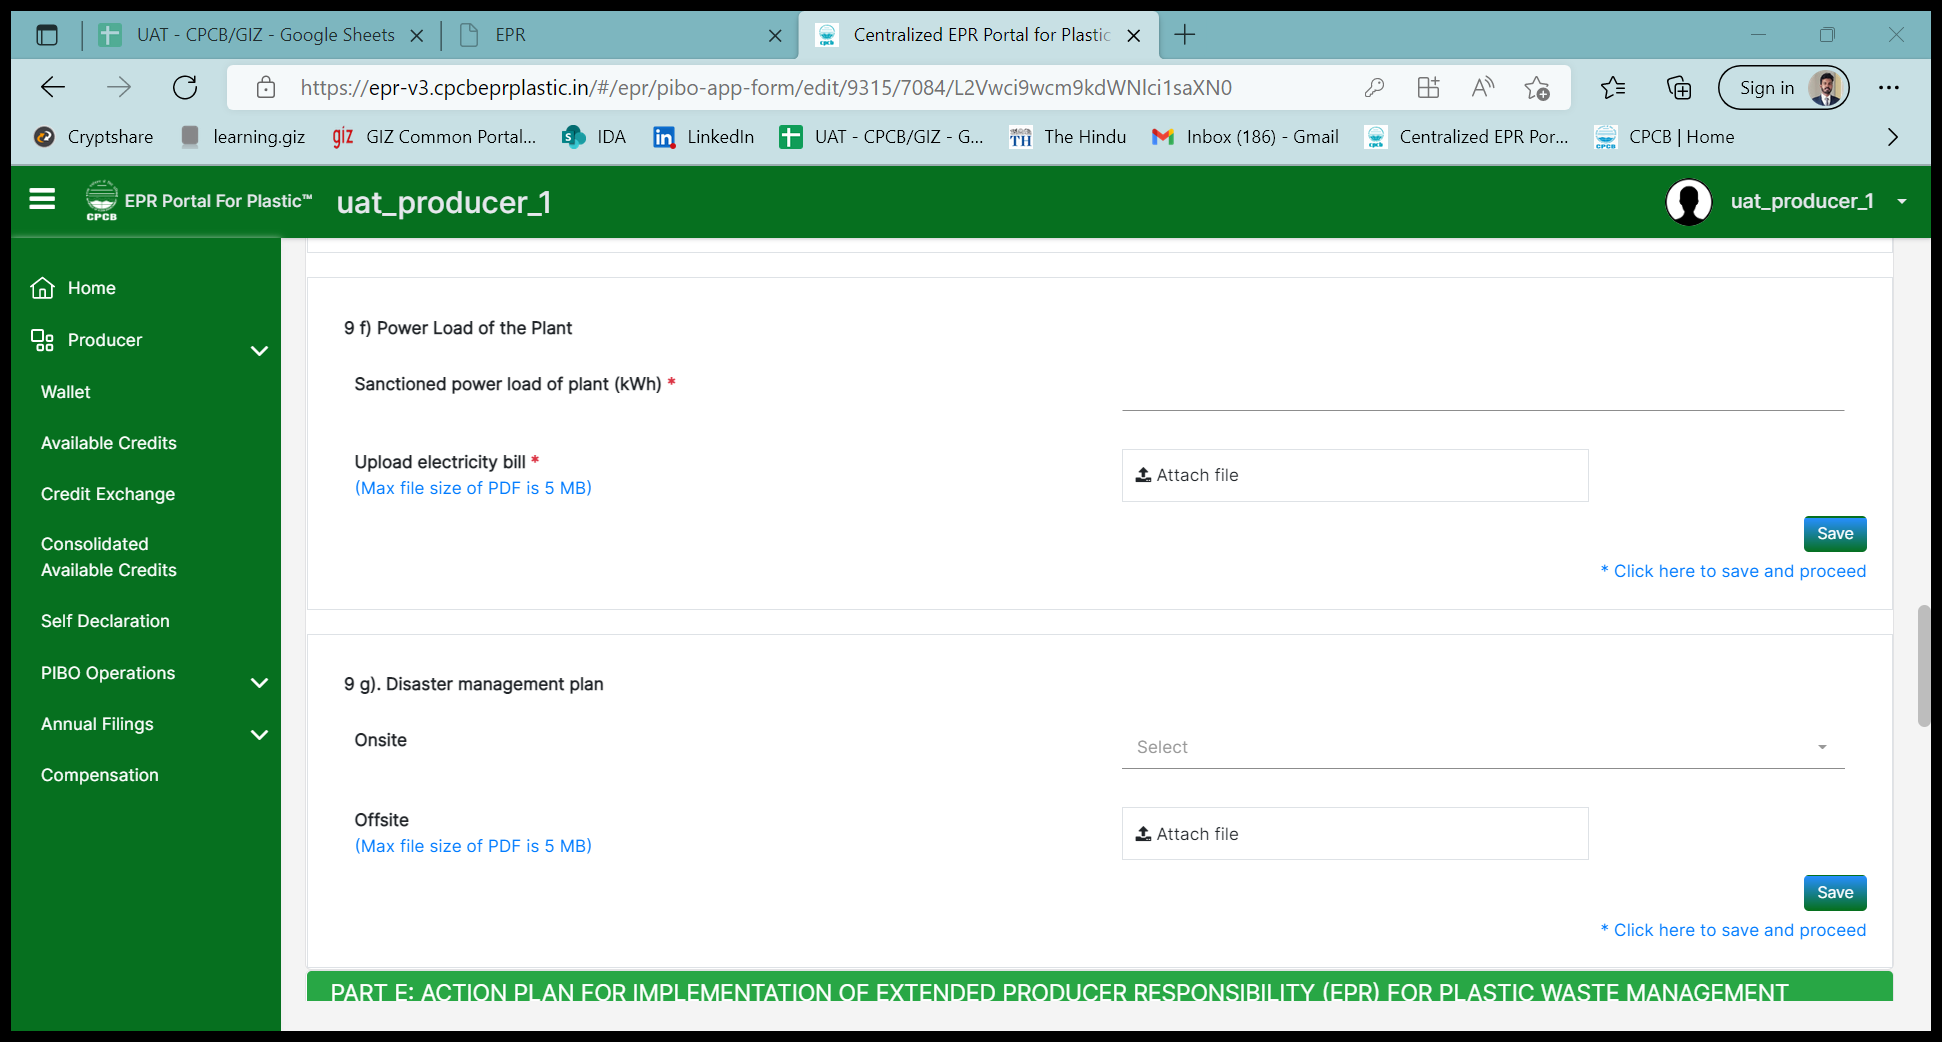 UAT - CPCB/GIZ - Google Sheets
EPR
Centralized EPR Portal for Plastic
https://epr-v3.cpcbeprplastic.in/#/epr/pibo-app-form/edit/9315/7084/L2Vwci9wcm9kdWNlci1saXN0
Sign in
Cryptshare
learning.giz
giz GIZ Common Portal...
IDA
LinkedIn
UAT - CPCB/GIZ - G...
TH The Hindu
Inbox (186) - Gmail
Centralized EPR Por...
CPCB | Home
CPCB
EPR Portal For Plastic™
uat_producer_1
uat_producer_1
Home
Producer
Wallet
Available Credits
Credit Exchange
Consolidated
Available Credits
Self Declaration
PIBO Operations
Annual Filings
Compensation
9 f) Power Load of the Plant
Sanctioned power load of plant (kWh) *
Upload electricity bill *
(Max file size of PDF is 5 MB)
Attach file
Save
* Click here to save and proceed
9 g). Disaster management plan
Onsite
Select
Offsite
(Max file size of PDF is 5 MB)
Attach file
Save
* Click here to save and proceed
PART E: ACTION PLAN FOR IMPLEMENTATION OF EXTENDED PRODUCER RESPONSIBILITY (EPR) FOR PLASTIC WASTE MANAGEMENT